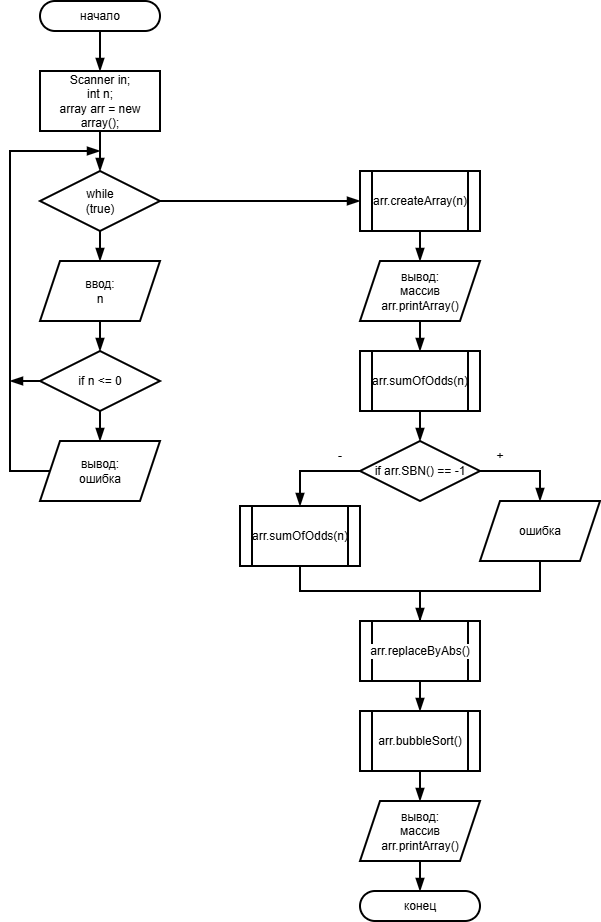 начало
Scanner in;
int n;
array arr = new
array();
while
(true)
ввод:
n
if n <= 0
вывод:
ошибка
arr.createArray(n)
вывод:
массив
arr.printArray()
arr.sumOfOdds(n)
if arr.SBN() == -1
-
+
arr.sumOfOdds(n)
ошибка
arr.replaceByAbs()
arr.bubbleSort()
вывод:
массив
arr.printArray()
конец